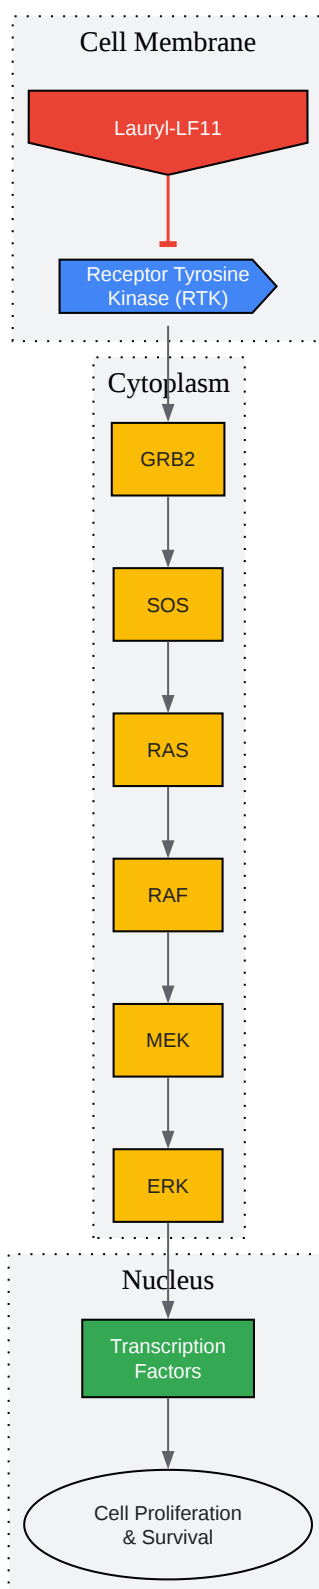 Cell Membrane
Lauryl-LF11
Receptor Tyrosine
Kinase (RTK)
Cytoplasm
GRB2
SOS
RAS
RAF
MEK
ERK
Nucleus
Transcription
Factors
Cell Proliferation
& Survival